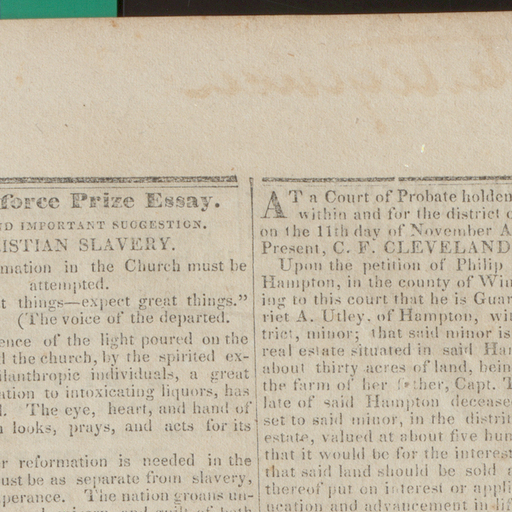 force Prize Essay.
ND IMPORTANT SUGGESTION.
ISTIAN SLAVERY.
mation in the Church must be
attempted.
t things—expect great things."
(The voice of the departed.
ence of the light poured on the
d the church, by the spirited ex-
ilanthropic individuals, a great
ation to intoxicating liquors, has
l. The eye, heart, and hand of
n looks, prays, and acts for its
r reformation is needed in the
ust be as separate from slavery,
perance. The nation groans un-
AT a Court of Probate holden
within and for the district o
on the 11th day of November A
Present, C. F. CLEVELAND
Upon the petition of Philip
Hampton, in the county of Win
ing to this court that he is Guar
riet A. Utley, of Hampton, wi
trict, minor; that said minor is
real estate situated in said Ha
about thirty acres of land, bein
the farm of her father, Capt. T
late of said Hampton decease
set to said minor, in the distri
estate, valued at about five hun
that it would be for the interes
that said land should be sold a
thereof put on interest or appli
ucation and advancement in lif